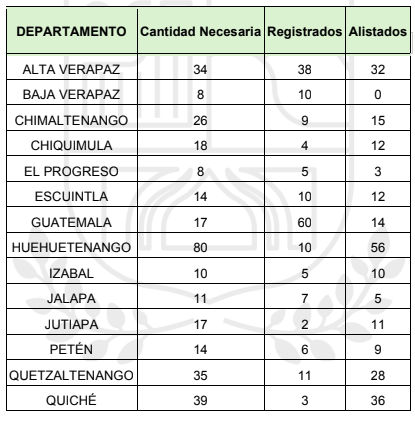 DEPARTAMENTO Cantidad Necesaria Registrados Alistados
ALTA VERAPAZ 34 38 32
BAJA VERAPAZ 8 10 0
CHIMALTENANGO 26 9 15
CHIQUIMULA 18 4 12
EL PROGRESO 8 5 3
ESCUINTLA 14 10 12
GUATEMALA 17 60 14
HUEHUETENANGO 80 10 56
IZABAL 10 5 10
JALAPA 11 7 5
JUTIAPA 17 2 11
PETÉN 14 6 9
QUETZALTENANGO 35 11 28
QUICHÉ 39 3 36